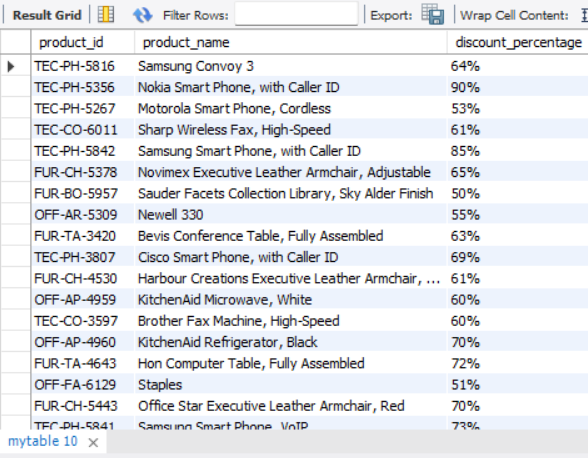 Result Grid Filter Rows: Export: Wrap Cell Content:
product_id product_name discount_percentage
TEC-PH-5816 Samsung Convoy 3 64%
TEC-PH-5356 Nokia Smart Phone, with Caller ID 90%
TEC-PH-5267 Motorola Smart Phone, Cordless 53%
TEC-CO-6011 Sharp Wireless Fax, High-Speed 61%
TEC-PH-5842 Samsung Smart Phone, with Caller ID 85%
FUR-CH-5378 Novimex Executive Leather Armchair, Adjustable 65%
FUR-BO-5957 Sauder Facets Collection Library, Sky Alder Finish 50%
OFF-AR-5309 Newell 330 55%
FUR-TA-3420 Bevis Conference Table, Fully Assembled 63%
TEC-PH-3807 Cisco Smart Phone, with Caller ID 69%
FUR-CH-4530 Harbour Creations Executive Leather Armchair, ... 61%
OFF-AP-4959 KitchenAid Microwave, White 60%
TEC-CO-3597 Brother Fax Machine, High-Speed 60%
OFF-AP-4960 KitchenAid Refrigerator, Black 70%
FUR-TA-4643 Hon Computer Table, Fully Assembled 72%
OFF-FA-6129 Staples 51%
FUR-CH-5443 Office Star Executive Leather Armchair, Red 70%
TEC-PH-5841 Samsung Smart Phone, VoIP 73%
mytable 10